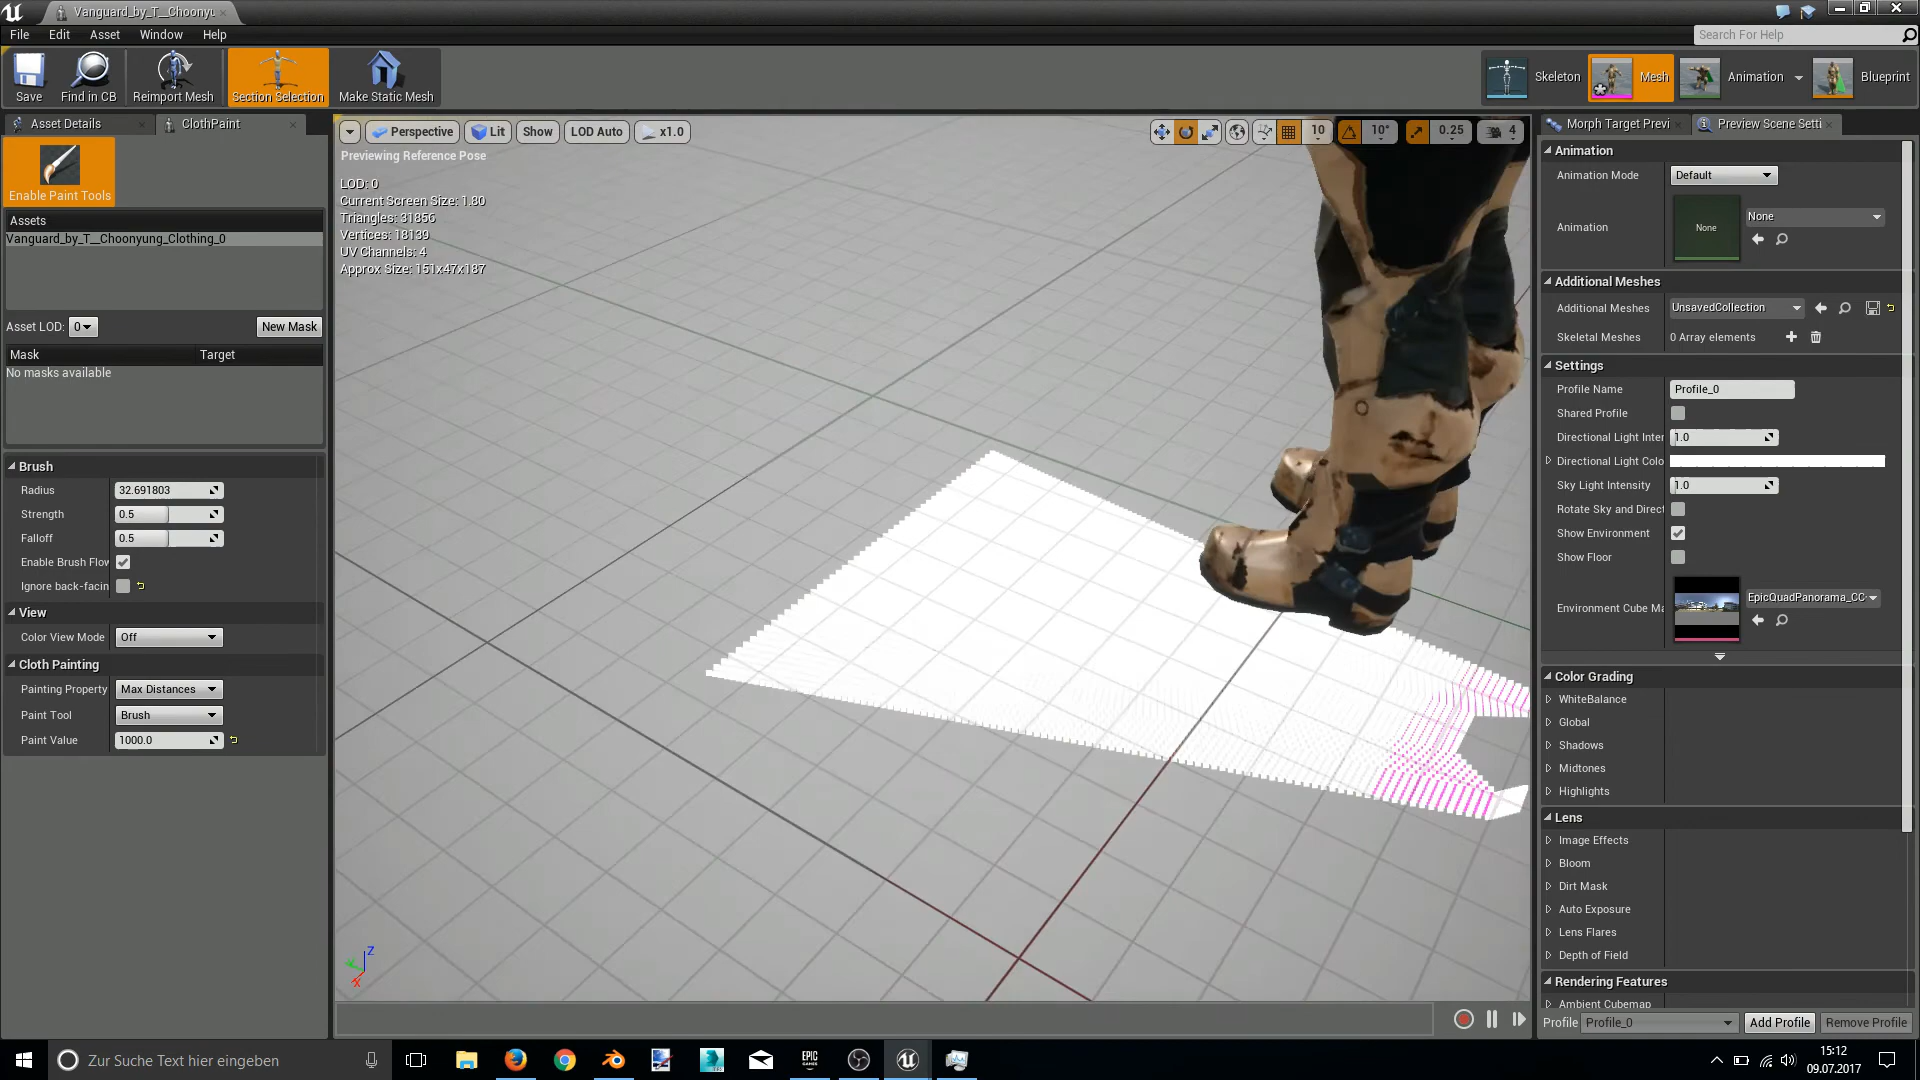 Vanguard_by_T__Choonyu
File Edit Asset Window Help
Search For Help
Save
Find in CB
Reimport Mesh
Section Selection
Make Static Mesh
Skeleton
Mesh
Animation
Blueprint
Asset Details
ClothPaint
Enable Paint Tools
Assets
Vanguard_by_T__Choonyung_Clothing_0
Asset LOD: 0
New Mask
Mask Target
No masks available
Brush
Radius 32.691803
Strength 0.5
Falloff 0.5
Enable Brush Flow
Ignore back-facin
View
Color View Mode Off
Cloth Painting
Painting Property Max Distances
Paint Tool Brush
Paint Value 1000.0
Perspective Lit Show LOD Auto x1.0
10 10° 0.25 4
Previewing Reference Pose
LOD: 0
Current Screen Size: 1.80
Triangles: 31856
Vertices: 18139
UV Channels: 4
Approx Size: 151x47x187
Z
Y
X
Morph Target Previ
Preview Scene Setti
Animation
Animation Mode Default
Animation None None
Additional Meshes
Additional Meshes UnsavedCollection
Skeletal Meshes 0 Array elements
Settings
Profile Name Profile_0
Shared Profile
Directional Light Inter 1.0
Directional Light Colo
Sky Light Intensity 1.0
Rotate Sky and Direct
Show Environment
Show Floor
Environment Cube Ma EpicQuadPanorama_CC
Color Grading
WhiteBalance
Global
Shadows
Midtones
Highlights
Lens
Image Effects
Bloom
Dirt Mask
Auto Exposure
Lens Flares
Depth of Field
Rendering Features
Ambient Cubemap
Profile Profile_0 Add Profile Remove Profile
Zur Suche Text hier eingeben
EPIC
GAMES
15:12
09.07.2017